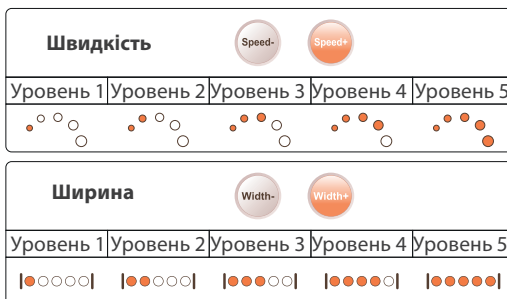 Швидкість Speed- Speed+
Уровень 1 Уровень 2 Уровень 3 Уровень 4 Уровень 5
Ширина Width- Width+
Уровень 1 Уровень 2 Уровень 3 Уровень 4 Уровень 5